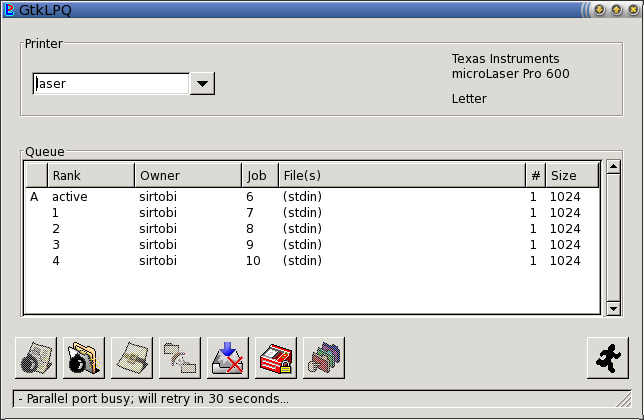 GtkLPQ
Printer
laser
Texas Instruments
microLaser Pro 600
Letter
Queue
Rank Owner Job File(s) # Size
A active sirtobi 6 (stdin) 1 1024
1 sirtobi 7 (stdin) 1 1024
2 sirtobi 8 (stdin) 1 1024
3 sirtobi 9 (stdin) 1 1024
4 sirtobi 10 (stdin) 1 1024
- Parallel port busy; will retry in 30 seconds...